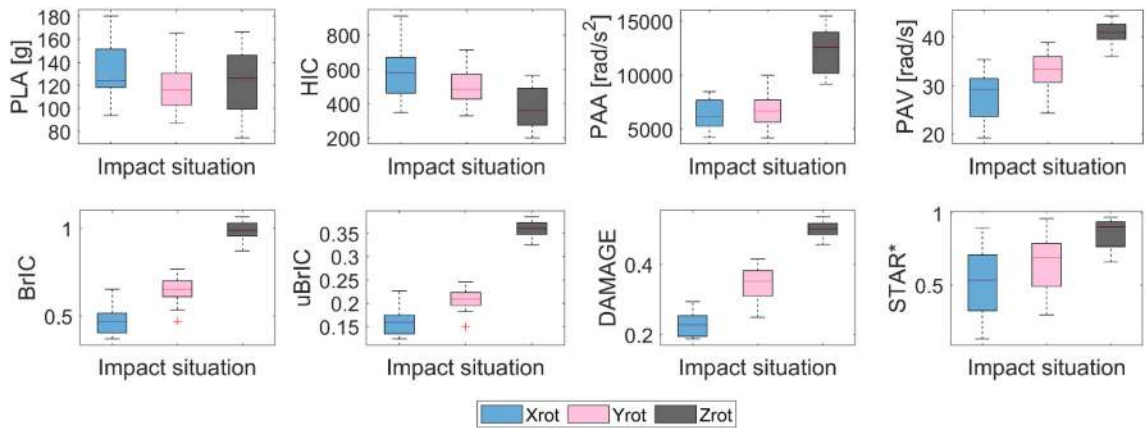 PLA [g]
180
160
140
120
100
80
Impact situation
HIC
800
600
400
200
Impact situation
PAA [rad/s²]
15000
10000
5000
Impact situation
PAV [rad/s]
40
30
20
Impact situation
BrIC
1
0.5
Impact situation
uBrIC
0.35
0.3
0.25
0.2
0.15
Impact situation
DAMAGE
0.4
0.2
Impact situation
STAR*
1
0.5
Impact situation
Xrot Yrot Zrot